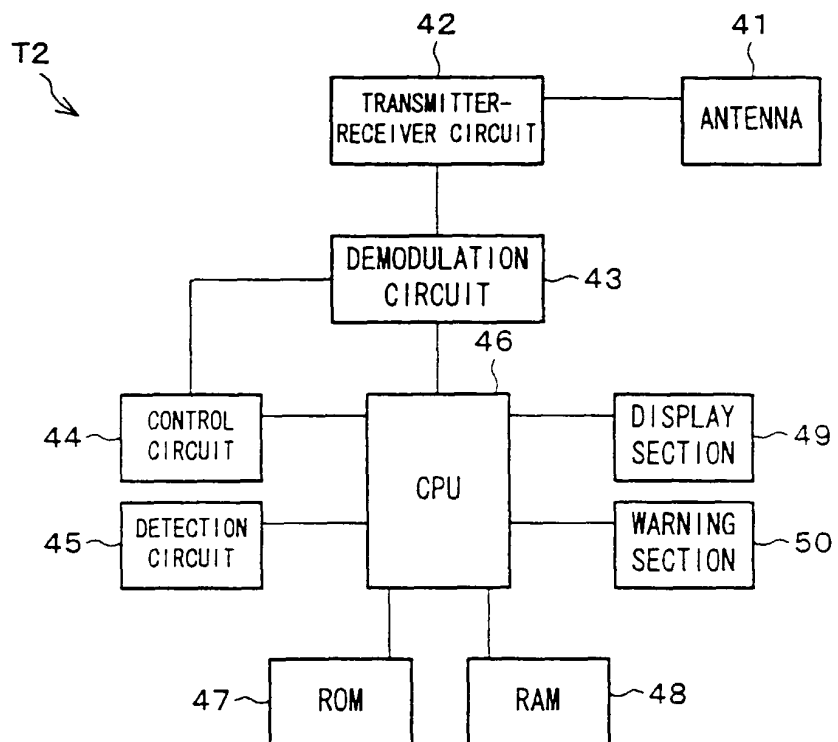 T2
42
41
TRANSMITTER-
RECEIVER CIRCUIT
ANTENNA
DEMODULATION
CIRCUIT
43
46
44
CONTROL
CIRCUIT
CPU
DISPLAY
SECTION
49
45
DETECTION
CIRCUIT
WARNING
SECTION
50
47
ROM
RAM
48